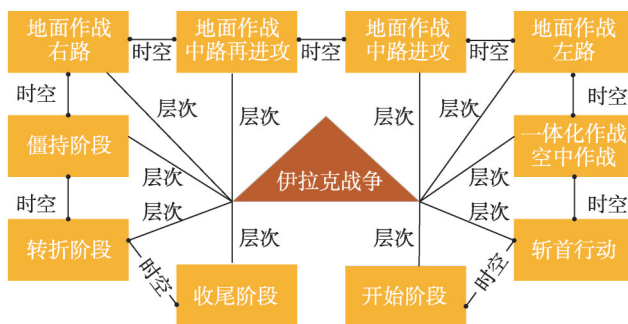 地面作战
右路
时空
地面作战
中路再进攻
时空
地面作战
中路进攻
时空
地面作战
左路
时空
层次
层次
层次
层次
时空
僵持阶段
伊拉克战争
一体化作战
空中作战
层次
层次
时空
层次
层次
时空
转折阶段
层次
层次
斩首行动
时空
收尾阶段
开始阶段
时空